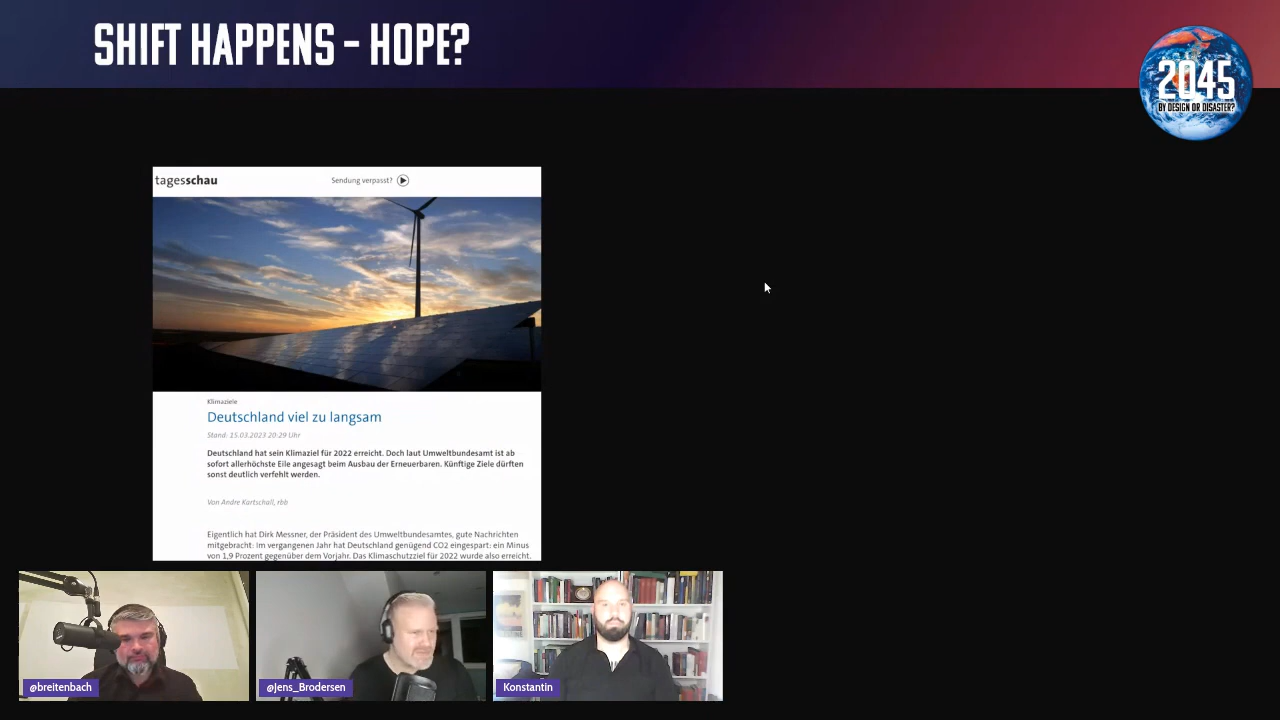 SHIFT HAPPENS – HOPE?
2045
BY DESIGN OR DISASTER?
tagesschau
Sendung verpasst?
Klimaziele
Deutschland viel zu langsam
Stand: 15.03.2023 20:29 Uhr
Deutschland hat sein Klimaziel für 2022 erreicht. Doch laut Umweltbundesamt ist ab
sofort allerhöchste Eile angesagt beim Ausbau der Erneuerbaren. Künftige Ziele dürften
sonst deutlich verfehlt werden.
Von Andre Kartschall, rbb
Eigentlich hat Dirk Messner, der Präsident des Umweltbundesamtes, gute Nachrichten
mitgebracht: Im vergangenen Jahr hat Deutschland genügend CO2 eingespart: ein Minus
von 1,9 Prozent gegenüber dem Vorjahr. Das Klimaschutzziel für 2022 wurde also erreicht.
@breitenbach
@Jens_Brodersen
Konstantin